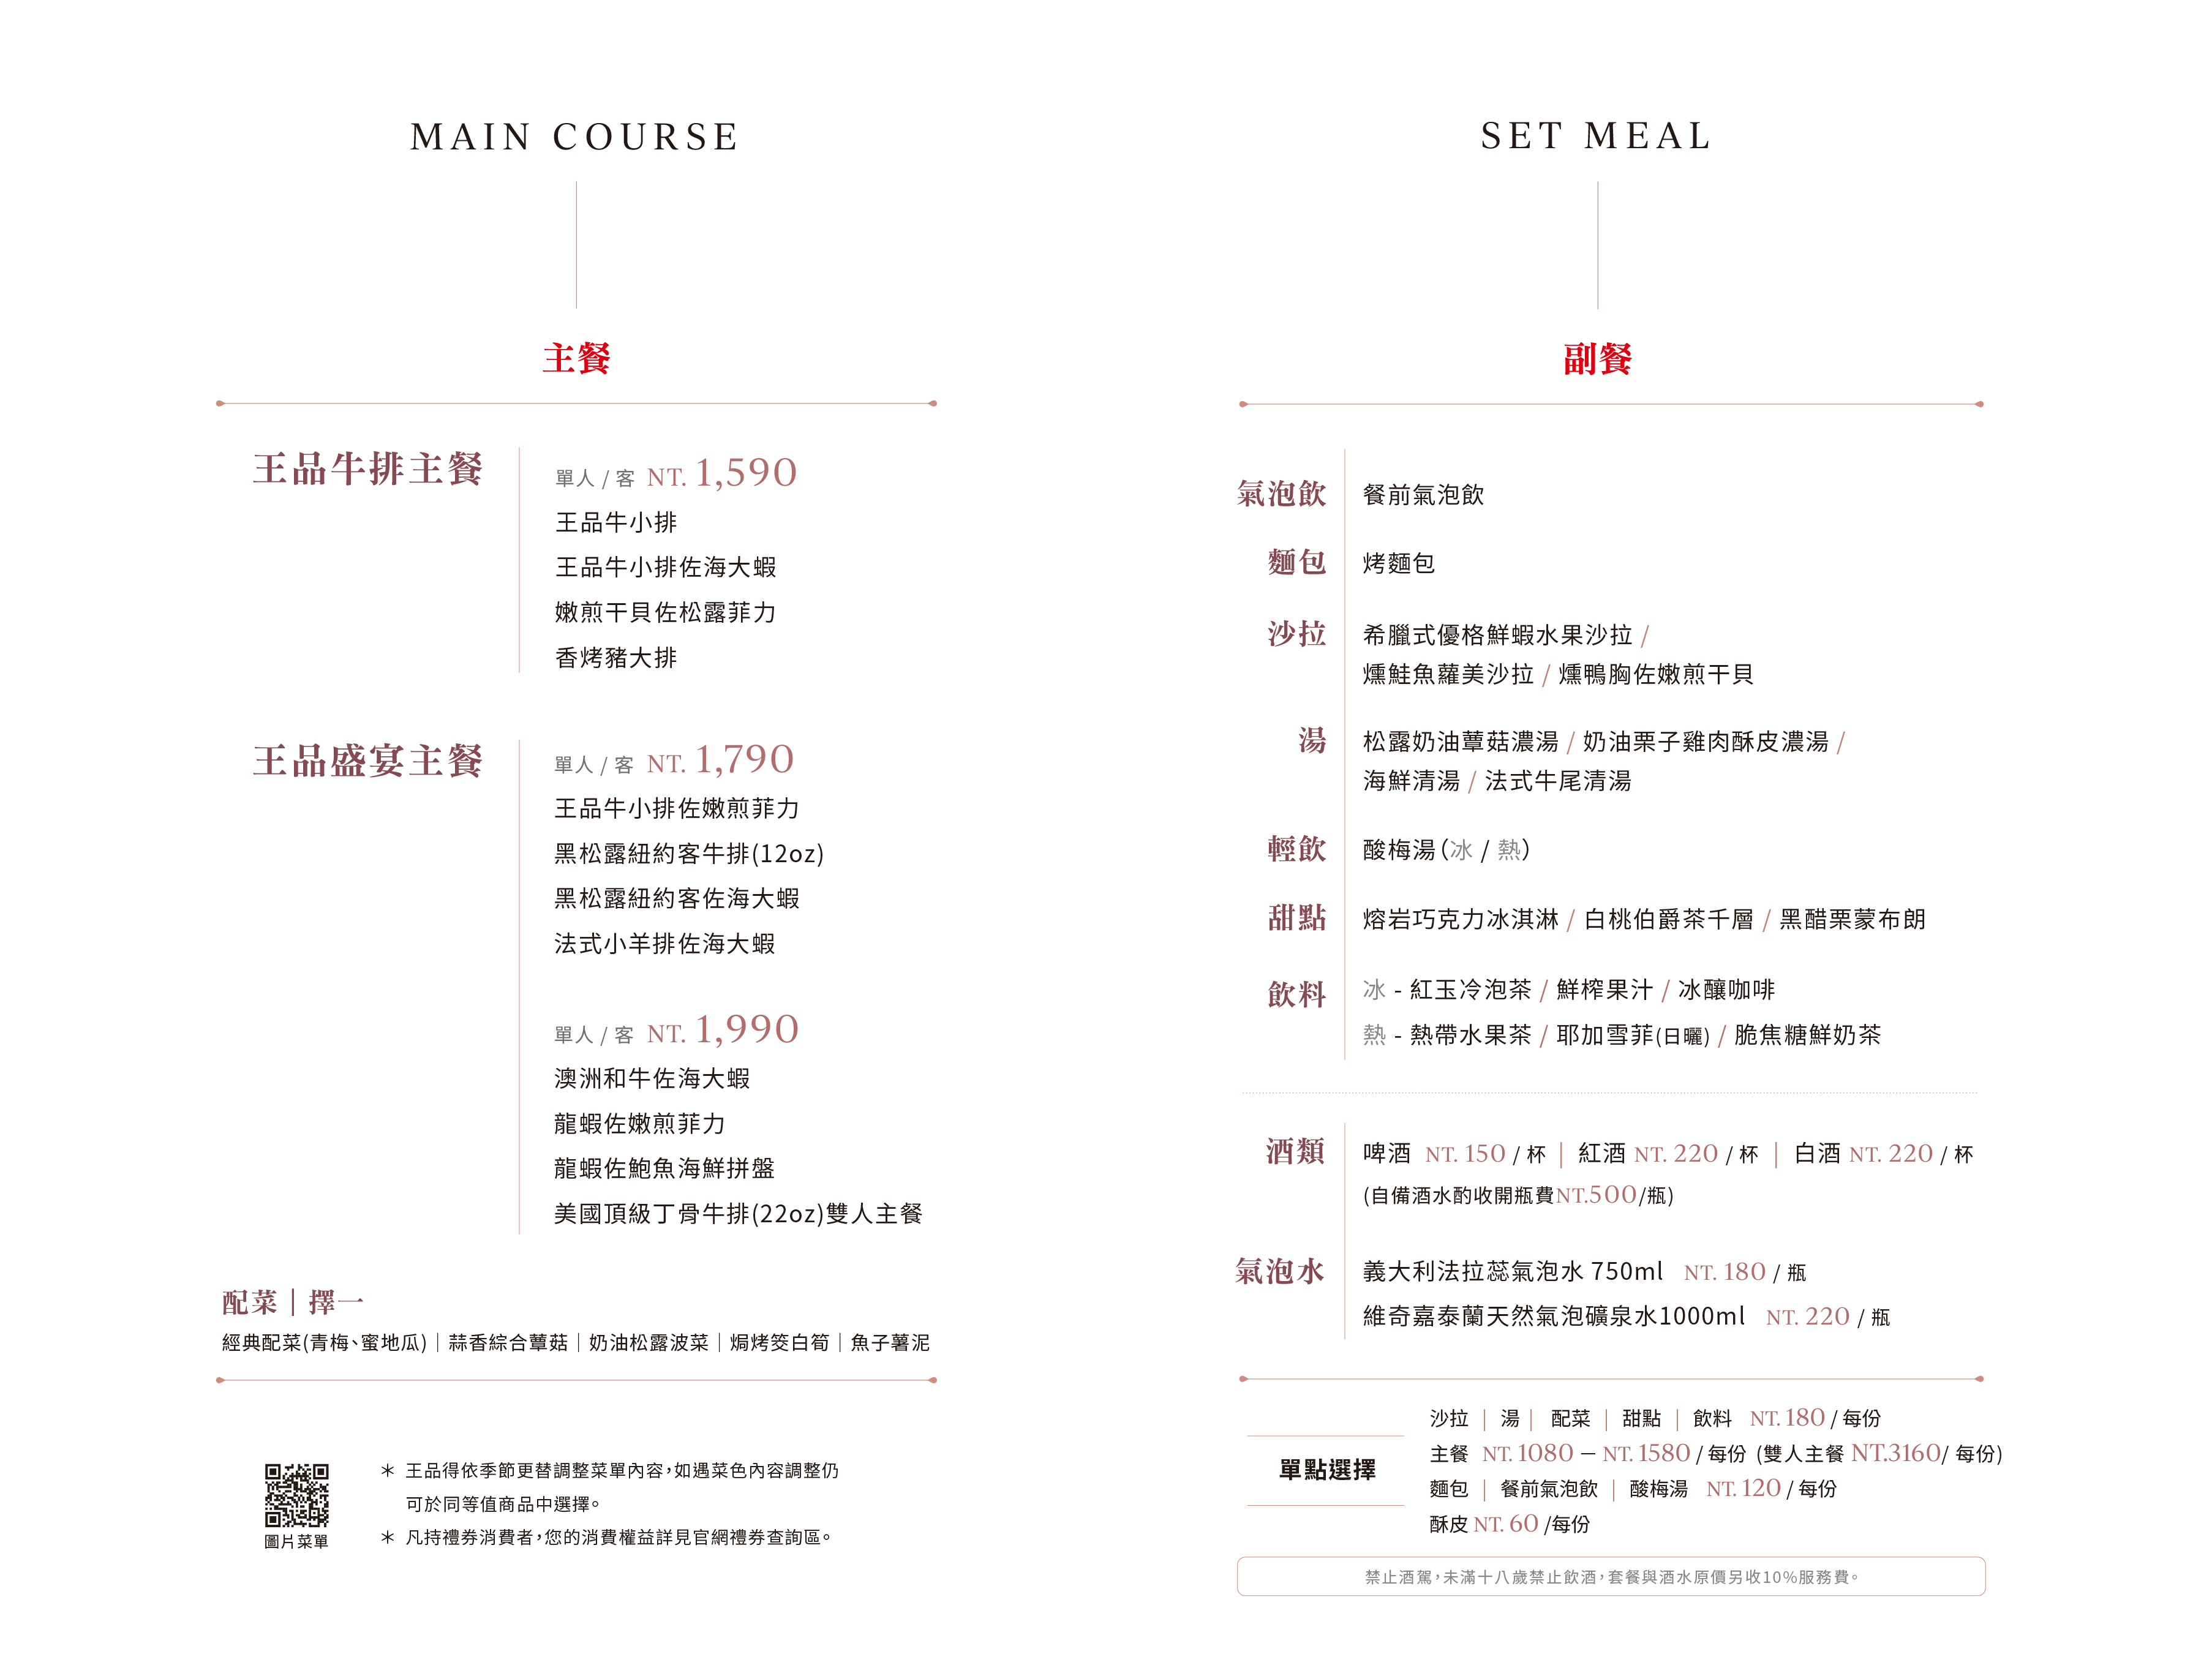 MAIN COURSE
主餐
王品牛排主餐
單人 / 客 NT. 1,590
王品牛小排
王品牛小排佐海大蝦
嫩煎干貝佐松露菲力
香烤豬大排
王品盛宴主餐
單人 / 客 NT. 1,790
王品牛小排佐嫩煎菲力
黑松露紐約客牛排(12oz)
黑松露紐約客佐海大蝦
法式小羊排佐海大蝦
單人 / 客 NT. 1,990
澳洲和牛佐海大蝦
龍蝦佐嫩煎菲力
龍蝦佐鮑魚海鮮拼盤
美國頂級丁骨牛排(22oz)雙人主餐
配菜｜擇一
經典配菜(青梅、蜜地瓜)｜蒜香綜合蕈菇｜奶油松露波菜｜焗烤筊白筍｜魚子薯泥
圖片菜單
＊ 王品得依季節更替調整菜單內容，如遇菜色內容調整仍
可於同等值商品中選擇。
＊ 凡持禮券消費者，您的消費權益詳見官網禮券查詢區。
SET MEAL
副餐
氣泡飲 餐前氣泡飲
麵包 烤麵包
沙拉 希臘式優格鮮蝦水果沙拉 /
燻鮭魚蘿美沙拉 / 燻鴨胸佐嫩煎干貝
湯 松露奶油蕈菇濃湯 / 奶油栗子雞肉酥皮濃湯 /
海鮮清湯 / 法式牛尾清湯
輕飲 酸梅湯（冰 / 熱）
甜點 熔岩巧克力冰淇淋 / 白桃伯爵茶千層 / 黑醋栗蒙布朗
飲料 冰 - 紅玉冷泡茶 / 鮮榨果汁 / 冰釀咖啡
熱 - 熱帶水果茶 / 耶加雪菲(日曬) / 脆焦糖鮮奶茶
酒類 啤酒 NT. 150 / 杯 ｜ 紅酒 NT. 220 / 杯 ｜ 白酒 NT. 220 / 杯
(自備酒水酌收開瓶費NT.500/瓶)
氣泡水 義大利法拉蕊氣泡水 750ml NT. 180 / 瓶
維奇嘉泰蘭天然氣泡礦泉水1000ml NT. 220 / 瓶
單點選擇
沙拉 ｜ 湯｜ 配菜 ｜ 甜點 ｜ 飲料 NT. 180 / 每份
主餐 NT. 1080 — NT. 1580 / 每份 (雙人主餐 NT.3160/ 每份)
麵包 ｜ 餐前氣泡飲 ｜ 酸梅湯 NT. 120 / 每份
酥皮 NT. 60 /每份
禁止酒駕，未滿十八歲禁止飲酒，套餐與酒水原價另收10%服務費。